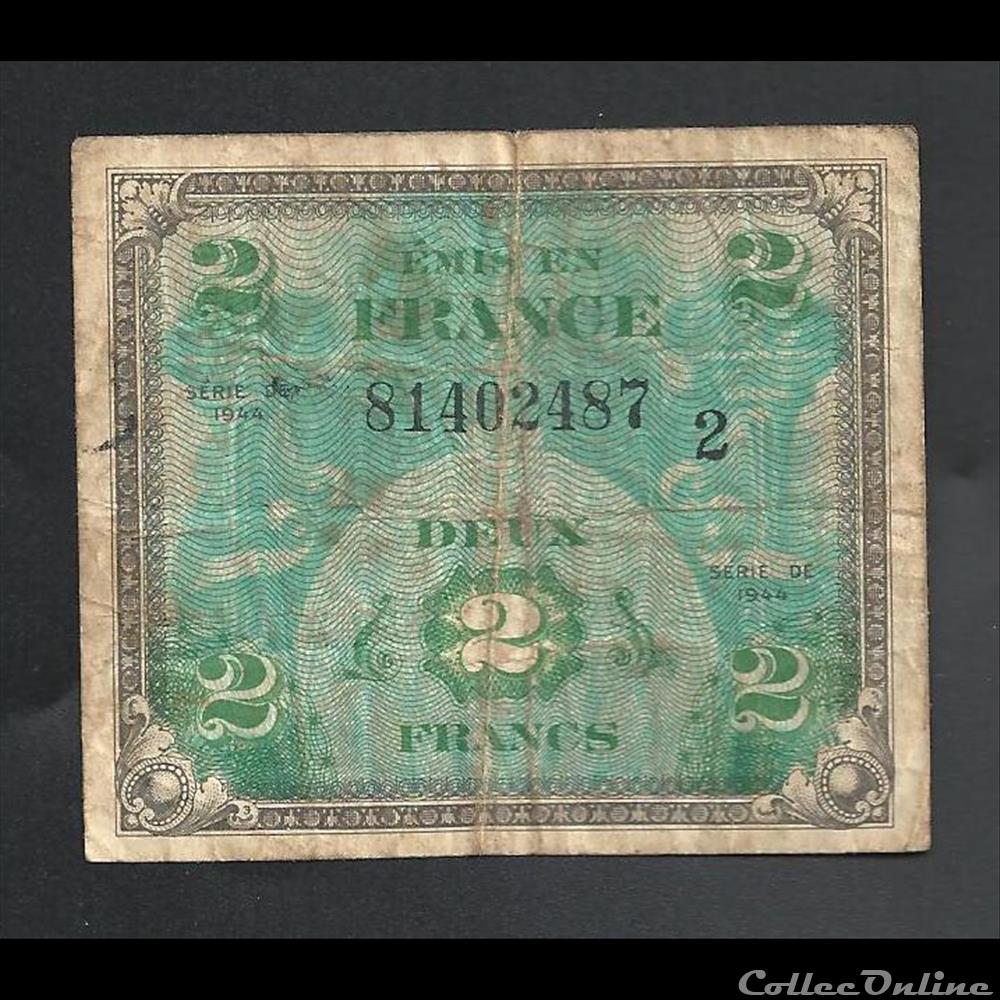 2 2
ÉMIS EN
FRANCE
SÉRIE DE
1944
81402487
2
DEUX
SÉRIE DE
1944
2
2 2
FRANCS
3
CollecOnline